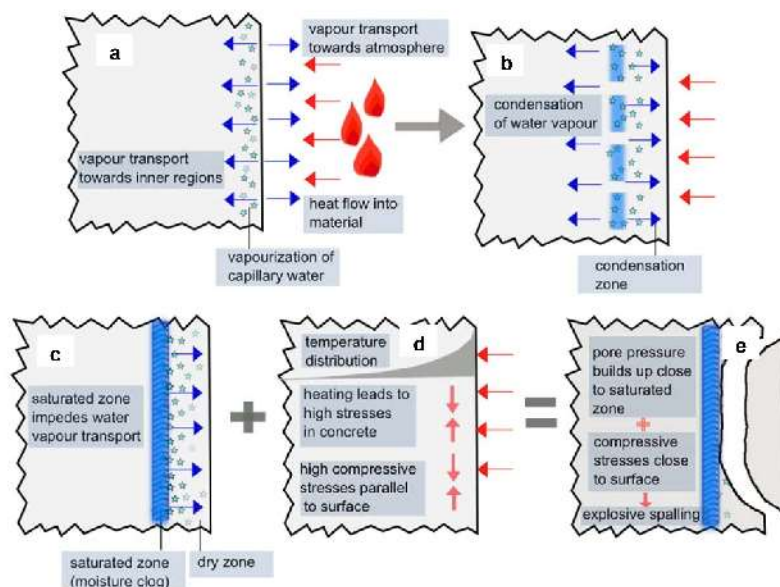 a
vapour transport
towards atmosphere
vapour transport
towards inner regions
heat flow into
material
vapourization of
capillary water
b
condensation
of water vapour
condensation
zone
c
saturated zone
impedes water
vapour transport
saturated zone
(moisture clog)
dry zone
+
d
temperature
distribution
heating leads to
high stresses
in concrete
high compressive
stresses parallel
to surface
=
e
pore pressure
builds up close
to saturated
zone
+
compressive
stresses close
to surface
explosive spalling